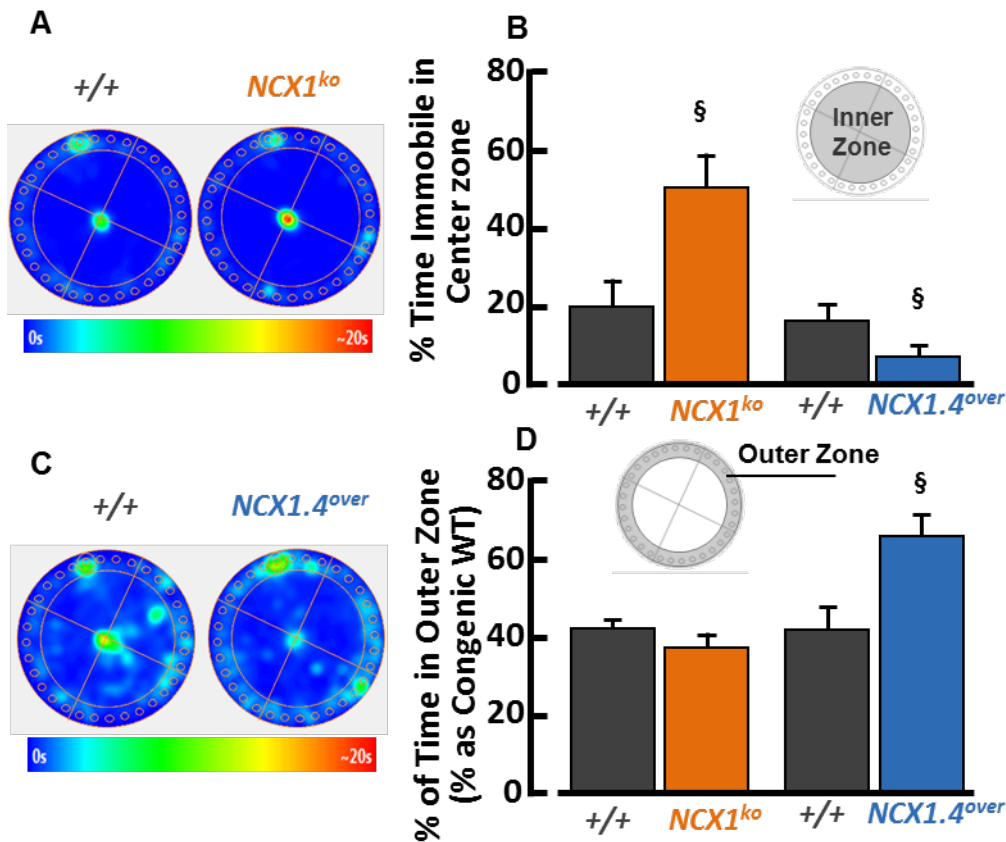 A
+/+ NCX1ko
0s ~20s
B
% Time Immobile in
Center zone
80
60
40
20
0
§
§
Inner
Zone
+/+ NCX1ko +/+ NCX1.4over
C
+/+ NCX1.4over
0s ~20s
D
% of Time in Outer Zone
(% as Congenic WT)
80
60
40
20
0
Outer Zone
§
+/+ NCX1ko +/+ NCX1.4over